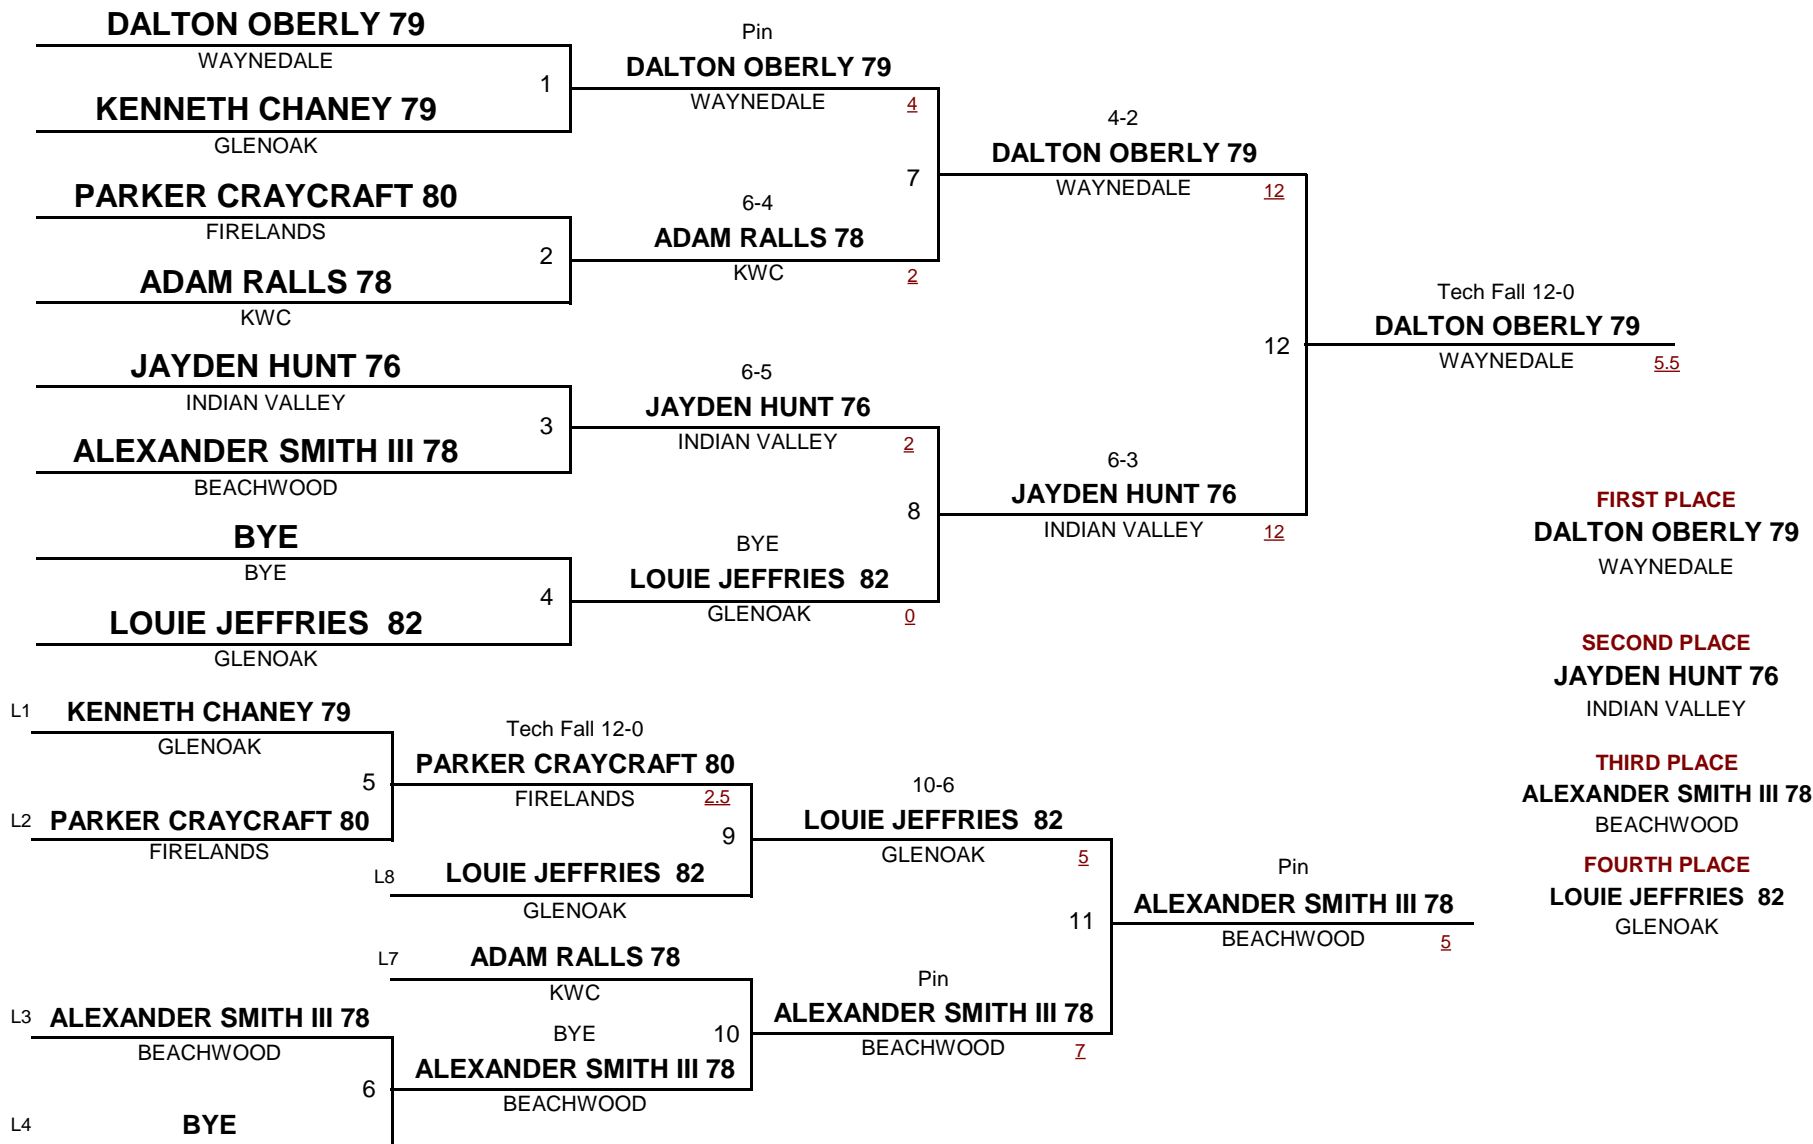 DALTON OBERLY 79
WAYNEDALE
1
KENNETH CHANEY 79
GLENOAK
PARKER CRAYCRAFT 80
FIRELANDS
2
ADAM RALLS 78
KWC
JAYDEN HUNT 76
INDIAN VALLEY
3
ALEXANDER SMITH III 78
BEACHWOOD
BYE
BYE
4
LOUIE JEFFRIES  82
GLENOAK
Pin
DALTON OBERLY 79
WAYNEDALE 4
7
6-4
ADAM RALLS 78
KWC 2
6-5
JAYDEN HUNT 76
INDIAN VALLEY 2
8
BYE
LOUIE JEFFRIES  82
GLENOAK 0
4-2
DALTON OBERLY 79
WAYNEDALE 12
12
6-3
JAYDEN HUNT 76
INDIAN VALLEY 12
Tech Fall 12-0
DALTON OBERLY 79
WAYNEDALE 5.5
FIRST PLACE
DALTON OBERLY 79
WAYNEDALE
SECOND PLACE
JAYDEN HUNT 76
INDIAN VALLEY
THIRD PLACE
ALEXANDER SMITH III 78
BEACHWOOD
FOURTH PLACE
LOUIE JEFFRIES  82
GLENOAK
L1 KENNETH CHANEY 79
GLENOAK
5
L2 PARKER CRAYCRAFT 80
FIRELANDS
L3 ALEXANDER SMITH III 78
BEACHWOOD
6
L4 BYE
Tech Fall 12-0
PARKER CRAYCRAFT 80
FIRELANDS 2.5
9
L8 LOUIE JEFFRIES  82
GLENOAK
L7 ADAM RALLS 78
KWC
BYE 10
ALEXANDER SMITH III 78
BEACHWOOD
10-6
LOUIE JEFFRIES  82
GLENOAK 5
11
Pin
ALEXANDER SMITH III 78
BEACHWOOD 7
Pin
ALEXANDER SMITH III 78
BEACHWOOD 5